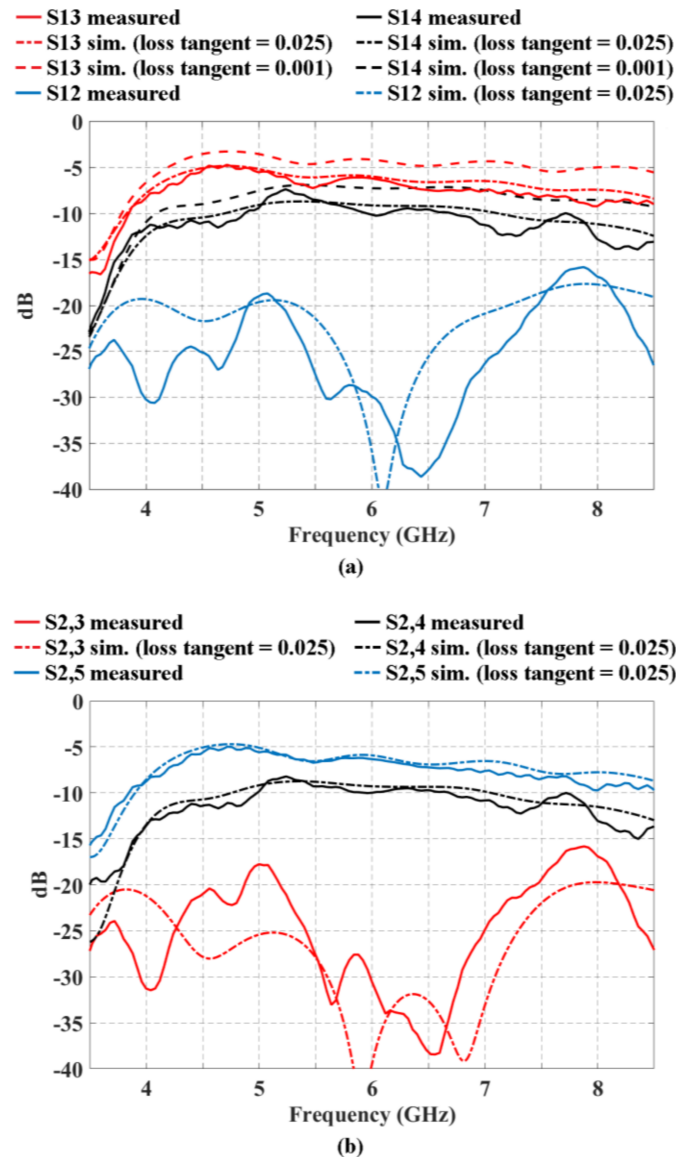 S13 measured
S13 sim. (loss tangent = 0.025)
S13 sim. (loss tangent = 0.001)
S12 measured
S14 measured
S14 sim. (loss tangent = 0.025)
S14 sim. (loss tangent = 0.001)
S12 sim. (loss tangent = 0.025)
0
-5
-10
-15
-20
-25
-30
-35
-40
dB
4 5 6 7 8
Frequency (GHz)
(a)
S2,3 measured
S2,3 sim. (loss tangent = 0.025)
S2,5 measured
S2,4 measured
S2,4 sim. (loss tangent = 0.025)
S2,5 sim. (loss tangent = 0.025)
0
-5
-10
-15
-20
-25
-30
-35
-40
dB
4 5 6 7 8
Frequency (GHz)
(b)